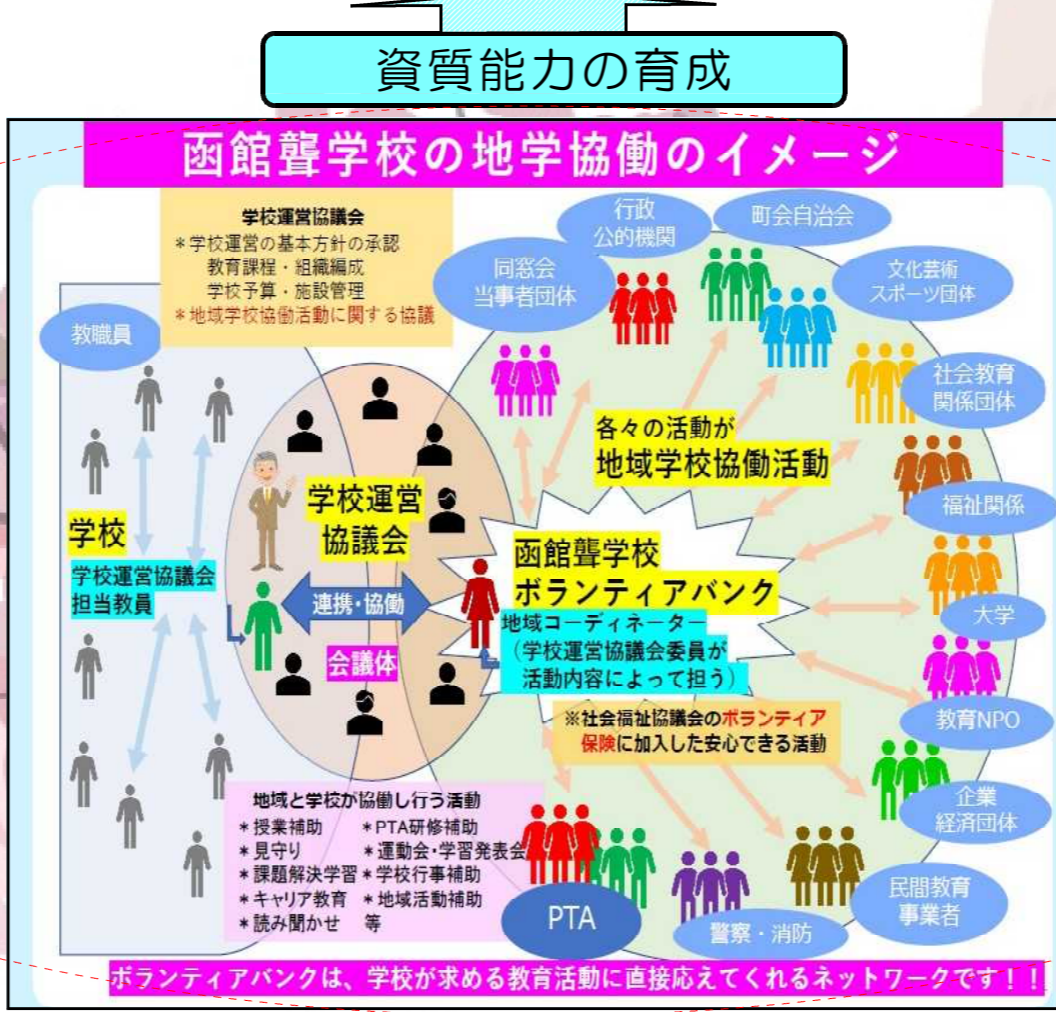 資質能力の育成
函館聾学校の地学協働のイメージ
学校運営協議会
＊学校運営の基本方針の承認
教育課程・組織編成
学校予算・施設管理
＊地域学校協働活動に関する協議
教職員
学校
学校運営協議会
担当教員
学校運営
協議会
連携・協働
会議体
同窓会
当事者団体
行政
公的機関
町会自治会
文化芸術
スポーツ団体
社会教育
関係団体
福祉関係
大学
教育NPO
企業
経済団体
民間教育
事業者
警察・消防
PTA
各々の活動が
地域学校協働活動
函館聾学校
ボランティアバンク
地域コーディネーター
（学校運営協議会委員が
活動内容によって担う）
※社会福祉協議会のボランティア
保険に加入した安心できる活動
地域と学校が協働し行う活動
＊授業補助　＊PTA研修補助
＊見守り　＊運動会・学習発表会
＊課題解決学習＊学校行事補助
＊キャリア教育　＊地域活動補助
＊読み聞かせ　等
ボランティアバンクは、学校が求める教育活動に直接応えてくれるネットワークです！！